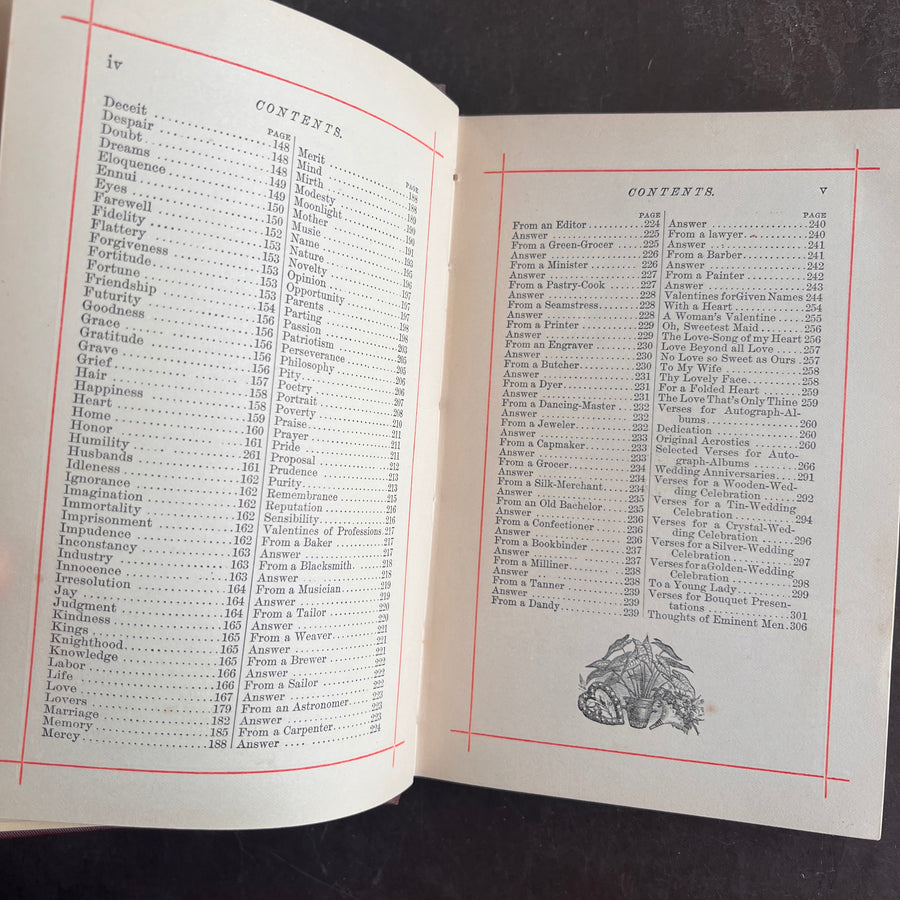 iv
CONTENTS.
PAGE
Deceit ... 148
Despair ... 148
Doubt ... 148
Dreams ... 148
Eloquence ... 149
Ennui ... 149
Eyes ... 150
Farewell ... 150
Fidelity ... 152
Flattery ... 153
Forgiveness ... 153
Fortitude ... 153
Fortune ... 153
Friendship ... 153
Futurity ... 154
Goodness ... 156
Grace ... 156
Gratitude ... 156
Grave ... 156
Grief ... 156
Hair ... 157
Happiness ... 158
Heart ... 158
Home ... 159
Honor ... 160
Humility ... 161
Husbands ... 261
Idleness ... 161
Ignorance ... 162
Imagination ... 162
Immortality ... 162
Imprisonment ... 162
Impudence ... 162
Inconstancy ... 163
Industry ... 163
Innocence ... 163
Irresolution ... 164
Jay ... 164
Judgment ... 164
Kindness ... 165
Kings ... 165
Knighthood ... 165
Knowledge ... 165
Labor ... 166
Life ... 166
Love ... 167
Lovers ... 179
Marriage ... 182
Memory ... 185
Mercy ... 188
PAGE
Merit ... 188
Mind ... 188
Mirth ... 189
Modesty ... 190
Moonlight ... 190
Mother ... 191
Music ... 193
Name ... 195
Nature ... 196
Novelty ... 197
Opinion ... 197
Opportunity ... 197
Parents ... 198
Parting ... 198
Passion ... 203
Patriotism ... 205
Perseverance ... 205
Philosophy ... 206
Pity ... 206
Poetry ... 207
Portrait ... 208
Poverty ... 210
Praise ... 211
Prayer ... 211
Pride ... 211
Proposal ... 212
Prudence ... 213
Purity ... 213
Remembrance ... 215
Reputation ... 216
Sensibility ... 216
Valentines of Professions 217
From a Baker ... 217
Answer ... 217
From a Blacksmith. 218
Answer ... 218
From a Musician ... 219
Answer ... 219
From a Tailor ... 220
Answer ... 220
From a Weaver ... 221
Answer ... 221
From a Brewer ... 222
Answer ... 222
From a Sailor ... 222
Answer ... 223
From an Astronomer 223
Answer ... 223
From a Carpenter ... 224
Answer ...
CONTENTS.
v
PAGE
From an Editor ... 224
Answer ... 225
From a Green-Grocer ... 225
Answer ... 226
From a Minister ... 226
Answer ... 227
From a Pastry-Cook ... 227
Answer ... 228
From a Seamstress ... 228
Answer ... 228
From a Printer ... 229
Answer ... 229
From an Engraver ... 230
Answer ... 230
From a Butcher ... 230
Answer ... 231
From a Dyer ... 231
Answer ... 231
From a Dancing-Master ... 232
Answer ... 232
From a Jeweler ... 232
Answer ... 233
From a Capmaker ... 233
Answer ... 233
From a Grocer ... 234
Answer ... 234
From a Silk-Merchant ... 234
Answer ... 235
From an Old Bachelor ... 235
Answer ... 236
From a Confectioner ... 236
Answer ... 236
From a Bookbinder ... 237
Answer ... 237
From a Milliner ... 238
Answer ... 238
From a Tanner ... 239
Answer ... 239
From a Dandy ... 239
PAGE
Answer ... 240
From a lawyer ... 240
Answer ... 241
From a Barber ... 241
Answer ... 242
From a Painter ... 242
Answer ... 243
Valentines for Given Names 244
With a Heart ... 254
A Woman's Valentine ... 255
Oh, Sweetest Maid ... 256
The Love-Song of my Heart 256
Love Beyond all Love ... 257
No Love so Sweet as Ours . 257
To My Wife ... 258
Thy Lovely Face ... 258
For a Folded Heart ... 259
The Love That's Only Thine 259
Verses for Autograph-Al-
bums ... 260
Dedication ... 260
Original Acrostics ... 260
Selected Verses for Auto-
graph-Albums ... 266
Wedding Anniversaries ... 291
Verses for a Wooden-Wed-
ding Celebration ... 292
Verses for a Tin-Wedding
Celebration ... 294
Verses for a Crystal-Wed-
ding Celebration ... 296
Verses for a Silver-Wedding
Celebration ... 297
Verses for a Golden-Wedding
Celebration ... 298
To a Young Lady ... 299
Verses for Bouquet Presen-
tations ... 301
Thoughts of Eminent Men. 306